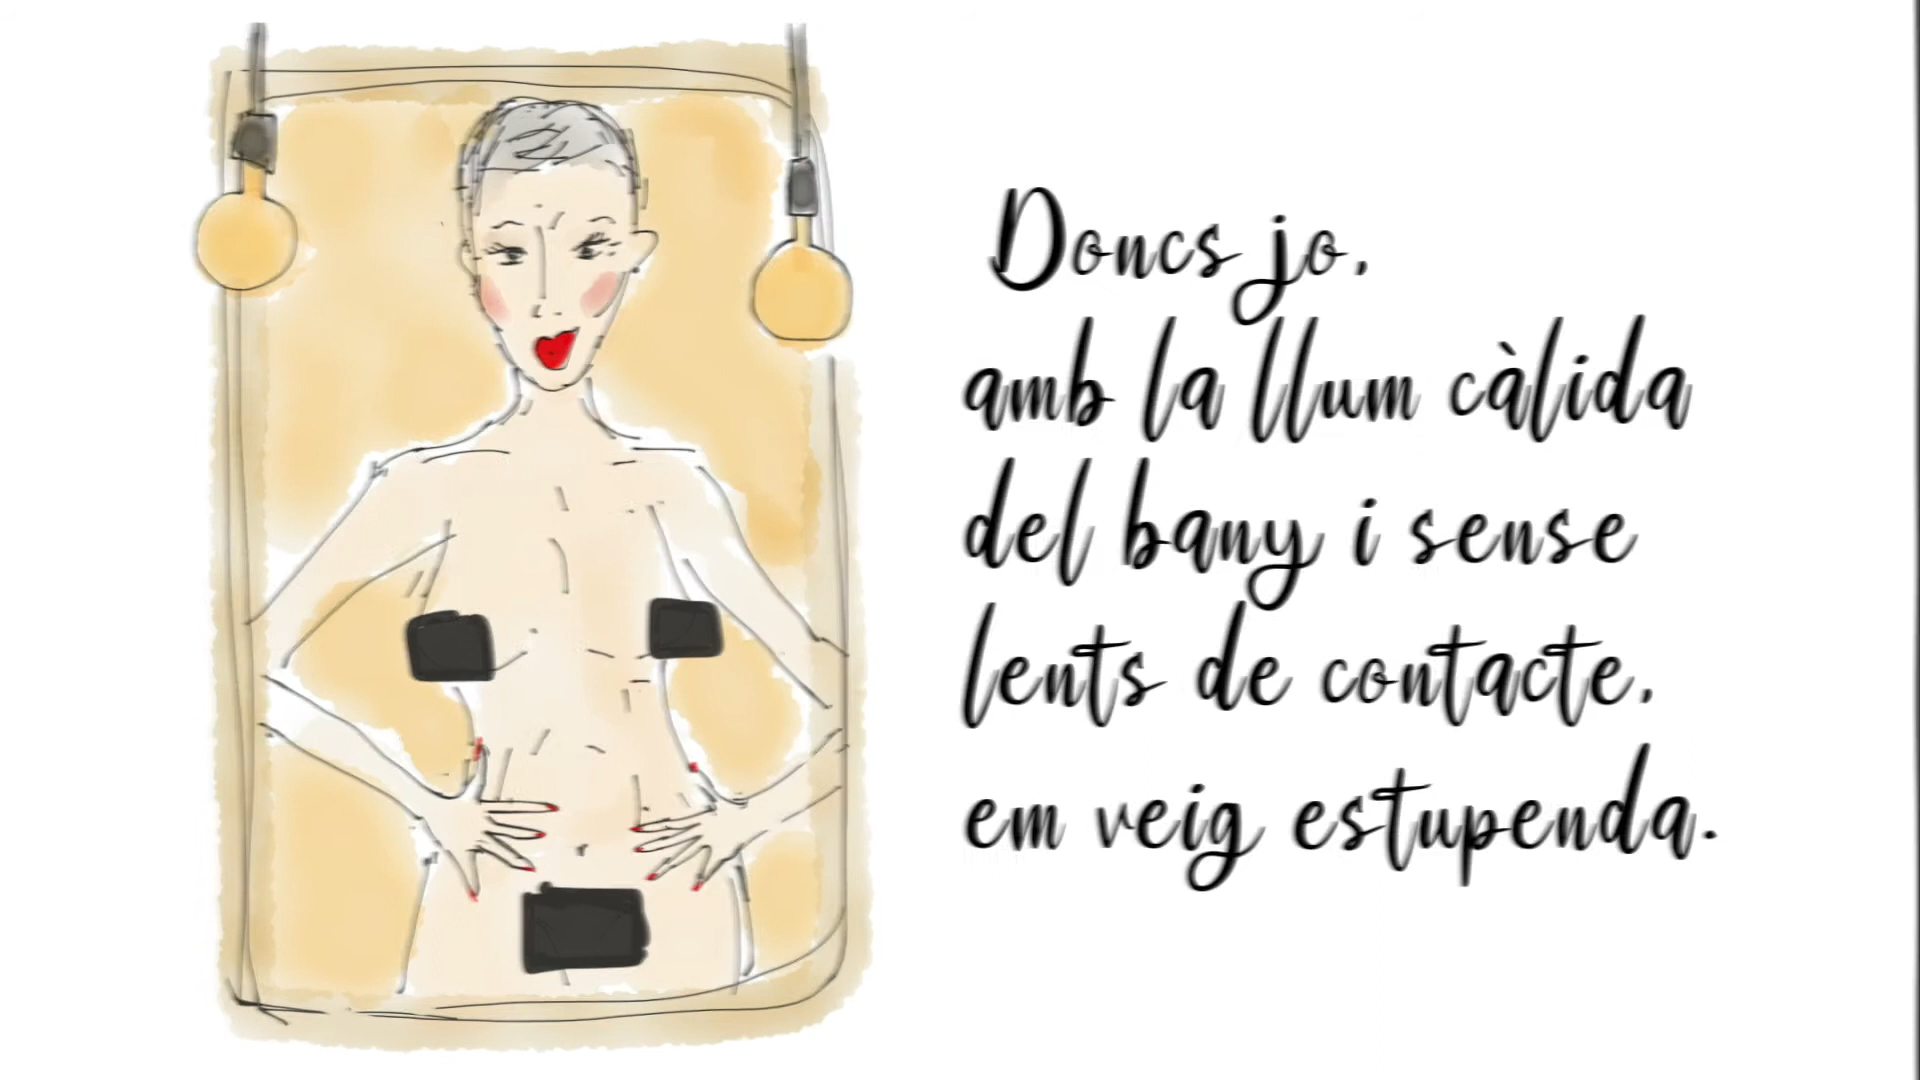 Doncs jo,
amb la llum càlida
del bany i sense
lents de contacte,
em veig estupenda.